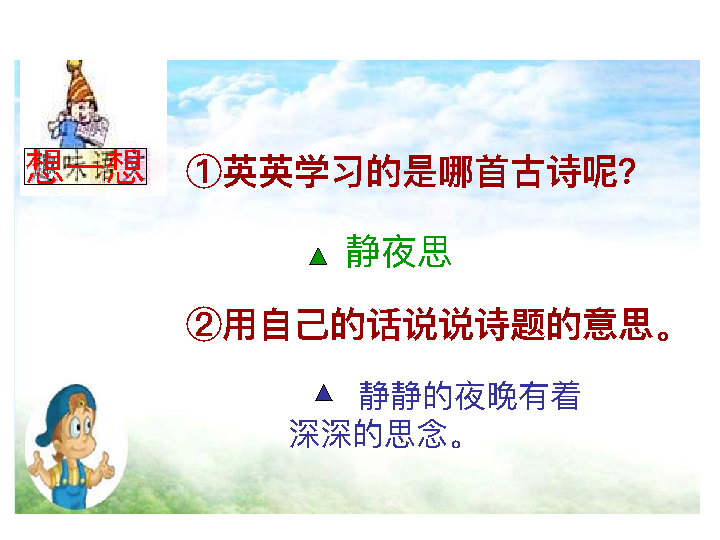 想一想
①英英学习的是哪首古诗呢?
▲ 静夜思
②用自己的话说说诗题的意思。
▲ 静静的夜晚有着
深深的思念。